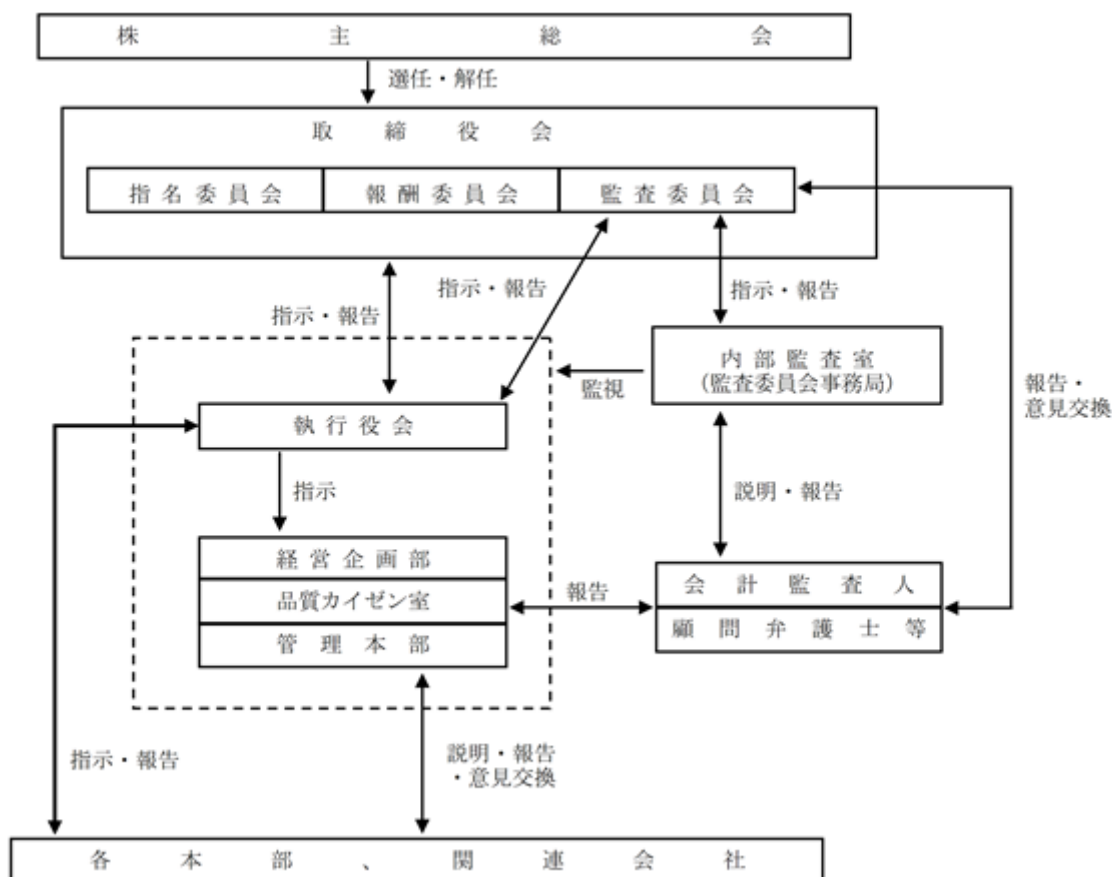 株主総会
選任・解任
取締役会
指名委員会
報酬委員会
監査委員会
指示・報告
指示・報告
指示・報告
内部監査室
(監査委員会事務局)
監視
報告・
意見交換
執行役会
指示
説明・報告
経営企画部
品質カイゼン室
管理本部
報告
会計監査人
顧問弁護士等
指示・報告
説明・報告
・意見交換
各本部、関連会社